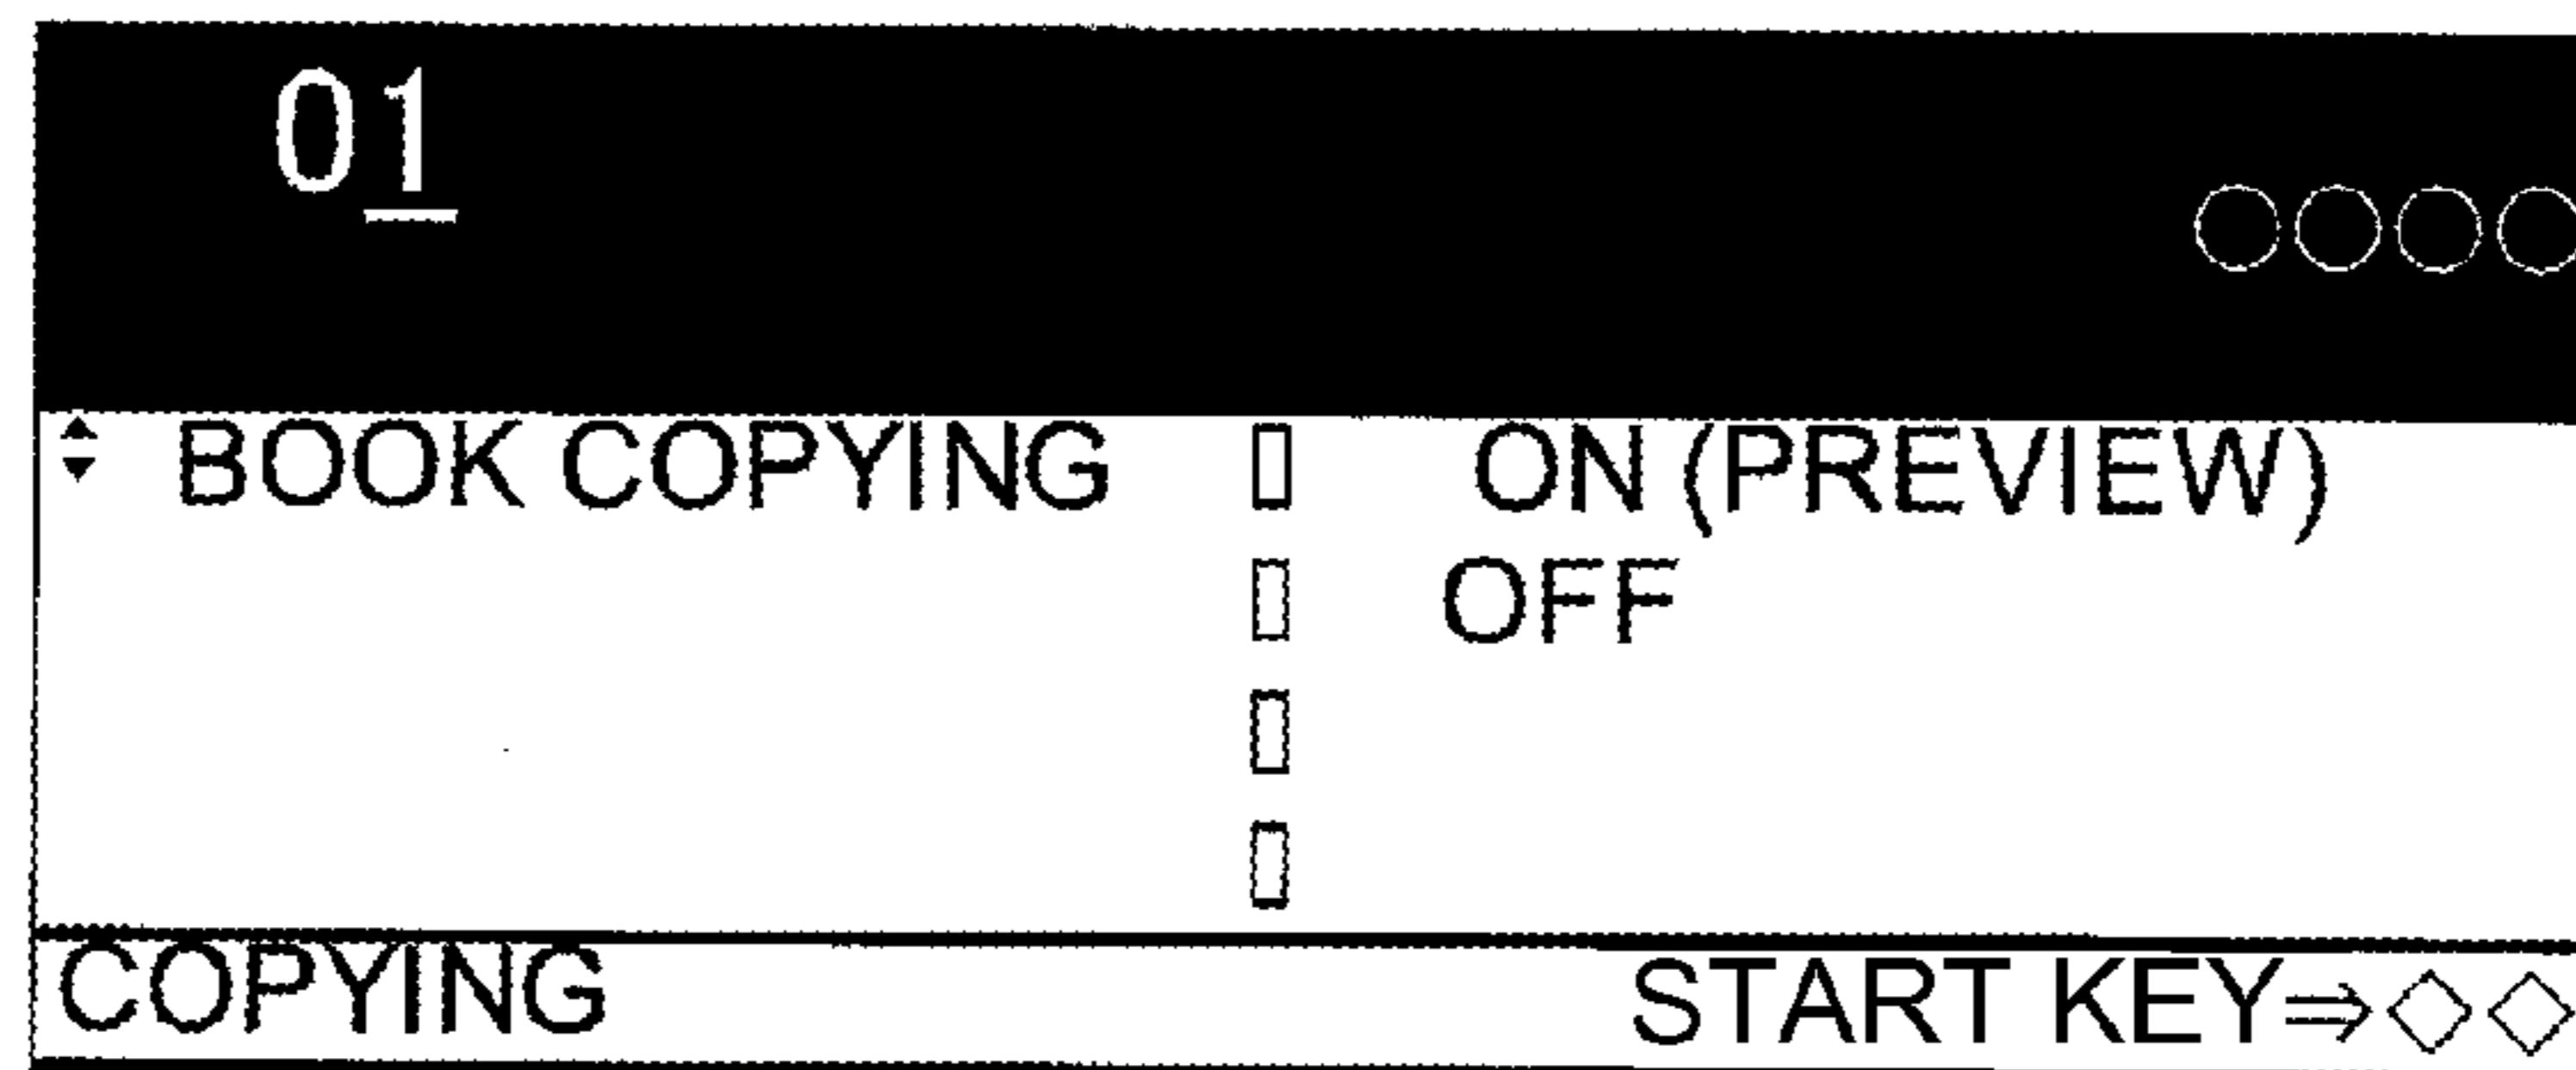 01
○○○○
BOOK COPYING ON (PREVIEW)
OFF
COPYING START KEY⇒◇◇